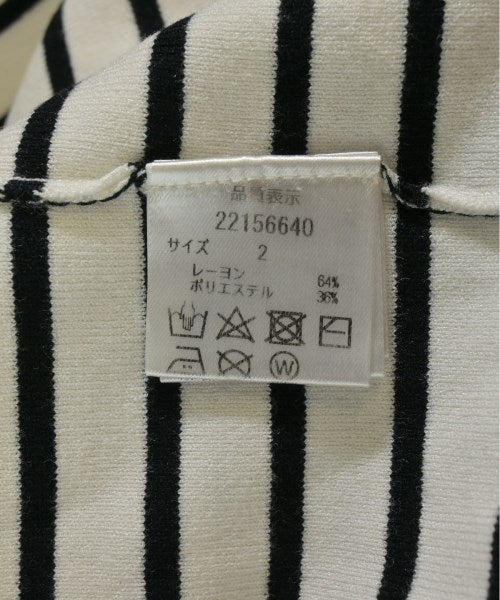 品質表示
22156640
サイズ 2
レーヨン 64%
ポリエステル 36%
W